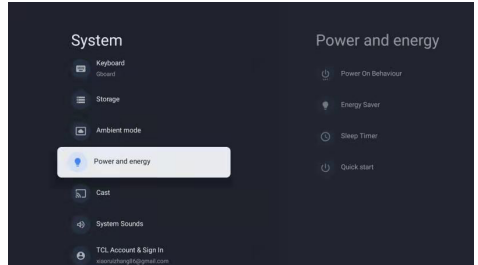 System
Keyboard
Gboard
Storage
Ambient mode
Power and energy
Cast
System Sounds
TCL Account & Sign In
Power and energy
Power On Behaviour
Energy Saver
Sleep Timer
Quick start